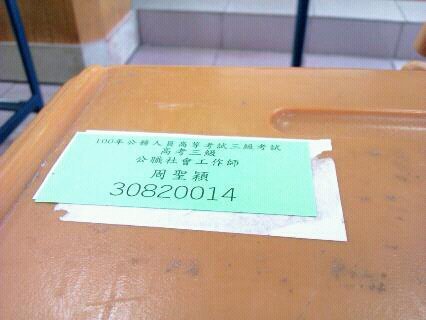 100年公務人員高等考試三級考試
高考三級
公職社會工作師
周聖穎
30820014